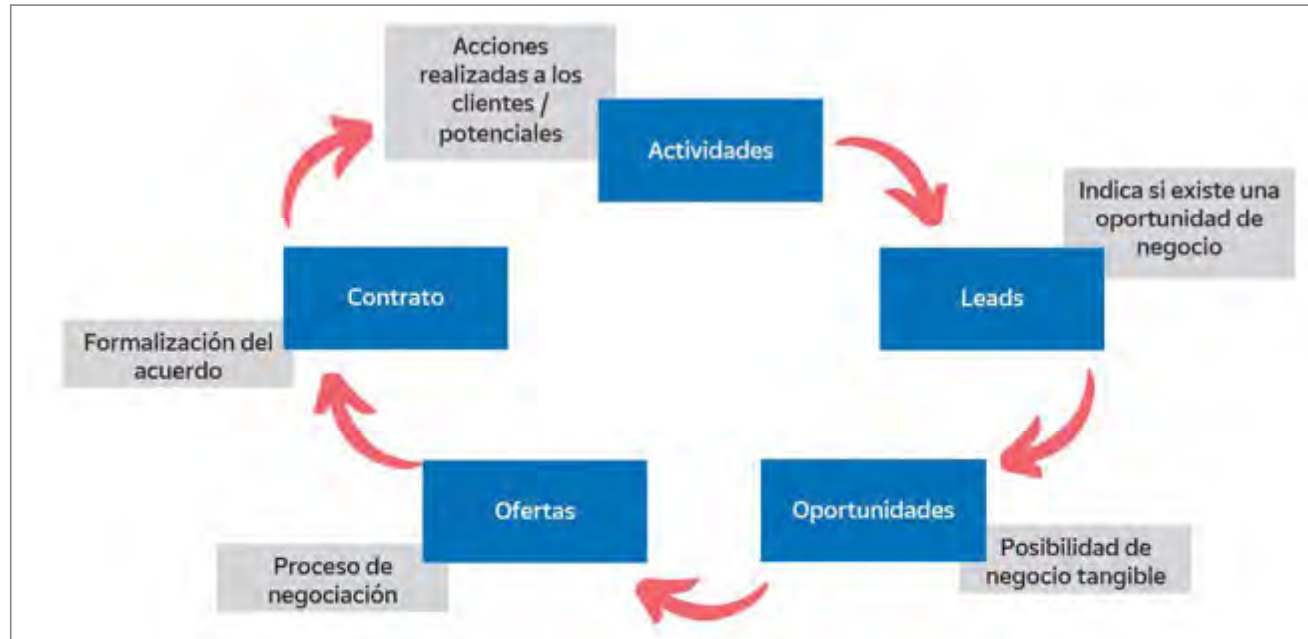 Acciones
realizadas a los
clientes /
potenciales
Actividades
Indica si existe una
oportunidad de
negocio
Leads
Oportunidades
Posibilidad de
negocio tangible
Ofertas
Proceso de
negociación
Contrato
Formalización del
acuerdo